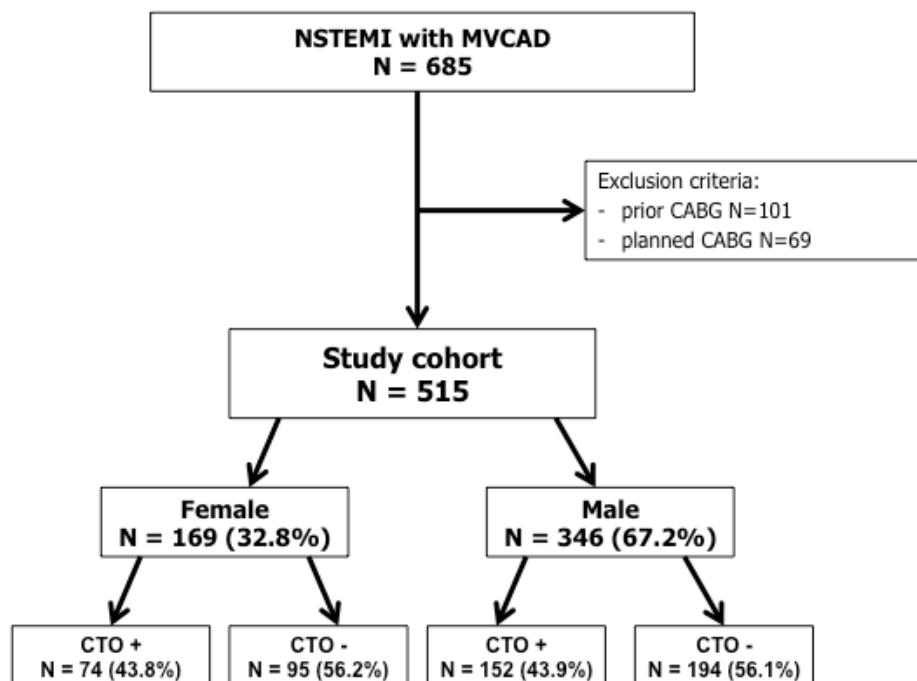 NSTEMI with MVCAD
N = 685
Exclusion criteria:
- prior CABG N=101
- planned CABG N=69
Study cohort
N = 515
Female
N = 169 (32.8%)
Male
N = 346 (67.2%)
CTO +
N = 74 (43.8%)
CTO -
N = 95 (56.2%)
CTO +
N = 152 (43.9%)
CTO -
N = 194 (56.1%)